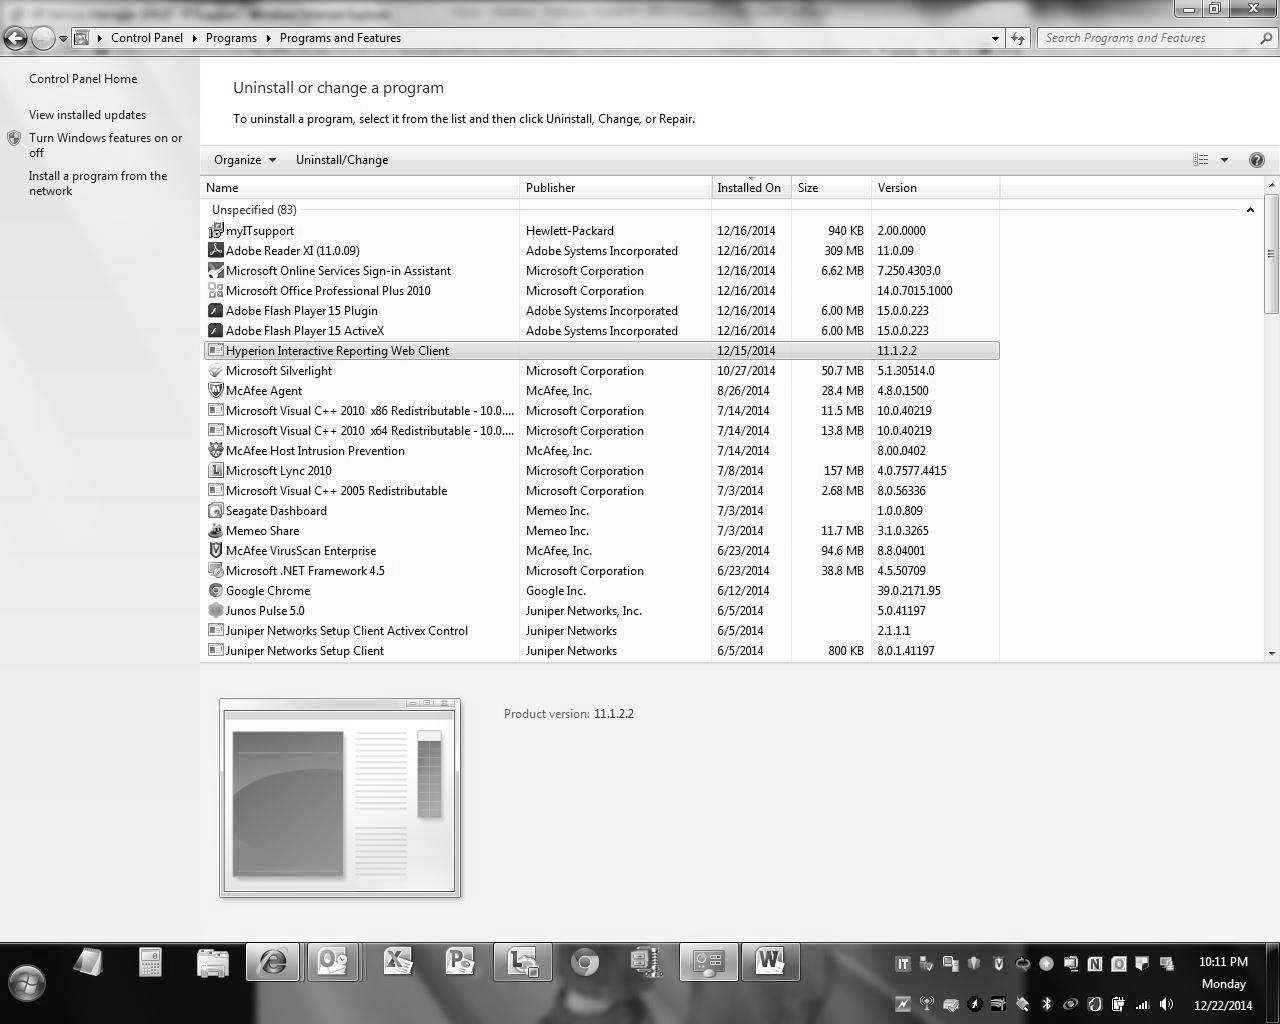 Control Panel Programs Programs and Features Search Programs and Features
Control Panel Home
View installed updates
Turn Windows features on or
off
Install a program from the
network
Uninstall or change a program
To uninstall a program, select it from the list and then click Uninstall, Change, or Repair.
Organize Uninstall/Change
Name Publisher Installed On Size Version
Unspecified (83)
myITsupport Hewlett-Packard 12/16/2014 940 KB 2.00.0000
Adobe Reader XI (11.0.09) Adobe Systems Incorporated 12/16/2014 309 MB 11.0.09
Microsoft Online Services Sign-in Assistant Microsoft Corporation 12/16/2014 6.62 MB 7.250.4303.0
Microsoft Office Professional Plus 2010 Microsoft Corporation 12/16/2014 14.0.7015.1000
Adobe Flash Player 15 Plugin Adobe Systems Incorporated 12/16/2014 6.00 MB 15.0.0.223
Adobe Flash Player 15 ActiveX Adobe Systems Incorporated 12/16/2014 6.00 MB 15.0.0.223
Hyperion Interactive Reporting Web Client 12/15/2014 11.1.2.2
Microsoft Silverlight Microsoft Corporation 10/27/2014 50.7 MB 5.1.30514.0
McAfee Agent McAfee, Inc. 8/26/2014 28.4 MB 4.8.0.1500
Microsoft Visual C++ 2010 x86 Redistributable - 10.0.... Microsoft Corporation 7/14/2014 11.5 MB 10.0.40219
Microsoft Visual C++ 2010 x64 Redistributable - 10.0.... Microsoft Corporation 7/14/2014 13.8 MB 10.0.40219
McAfee Host Intrusion Prevention McAfee, Inc. 7/14/2014 8.00.0402
Microsoft Lync 2010 Microsoft Corporation 7/8/2014 157 MB 4.0.7577.4415
Microsoft Visual C++ 2005 Redistributable Microsoft Corporation 7/3/2014 2.68 MB 8.0.56336
Seagate Dashboard Memeo Inc. 7/3/2014 1.0.0.809
Memeo Share Memeo Inc. 7/3/2014 11.7 MB 3.1.0.3265
McAfee VirusScan Enterprise McAfee, Inc. 6/23/2014 94.6 MB 8.8.04001
Microsoft .NET Framework 4.5 Microsoft Corporation 6/23/2014 38.8 MB 4.5.50709
Google Chrome Google Inc. 6/12/2014 39.0.2171.95
Junos Pulse 5.0 Juniper Networks, Inc. 6/5/2014 5.0.41197
Juniper Networks Setup Client Activex Control Juniper Networks 6/5/2014 2.1.1.1
Juniper Networks Setup Client Juniper Networks 6/5/2014 800 KB 8.0.1.41197
Product version: 11.1.2.2
10:11 PM
Monday
12/22/2014